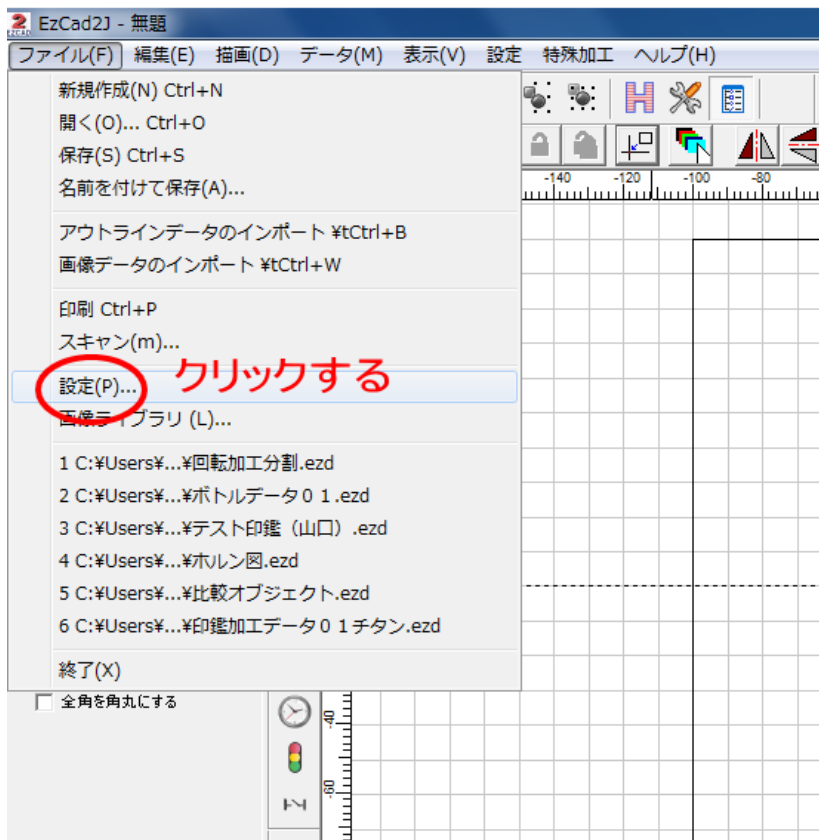 EzCad2J - 無題
ファイル(F) 編集(E) 描画(D) データ(M) 表示(V) 設定 特殊加工 ヘルプ(H)
新規作成(N) Ctrl+N
開く(O)... Ctrl+O
保存(S) Ctrl+S
名前を付けて保存(A)...
アウトラインデータのインポート ¥tCtrl+B
画像データのインポート ¥tCtrl+W
印刷 Ctrl+P
スキャン(m)...
設定(P)...
クリックする
画像ライブラリ (L)...
1 C:¥Users¥...¥回転加工分割.ezd
2 C:¥Users¥...¥ボトルデータ０１.ezd
3 C:¥Users¥...¥テスト印鑑（山口）.ezd
4 C:¥Users¥...¥ホルン図.ezd
5 C:¥Users¥...¥比較オブジェクト.ezd
6 C:¥Users¥...¥印鑑加工データ０１チタン.ezd
終了(X)
全角を角丸にする
-140 -120 -100 -80
-40
-60